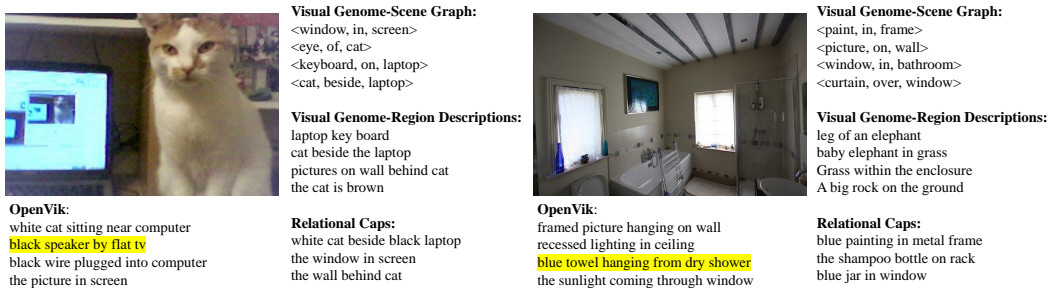 Visual Genome-Scene Graph:
<window, in, screen>
<eye, of, cat>
<keyboard, on, laptop>
<cat, beside, laptop>
Visual Genome-Region Descriptions:
laptop key board
cat beside the laptop
pictures on wall behind cat
the cat is brown
OpenVik:
white cat sitting near computer
black speaker by flat tv
black wire plugged into computer
the picture in screen
Relational Caps:
white cat beside black laptop
the window in screen
the wall behind cat
Visual Genome-Scene Graph:
<paint, in, frame>
<picture, on, wall>
<window, in, bathroom>
<curtain, over, window>
Visual Genome-Region Descriptions:
leg of an elephant
baby elephant in grass
Grass within the enclosure
A big rock on the ground
OpenVik:
framed picture hanging on wall
recessed lighting in ceiling
blue towel hanging from dry shower
the sunlight coming through window
Relational Caps:
blue painting in metal frame
the shampoo bottle on rack
blue jar in window